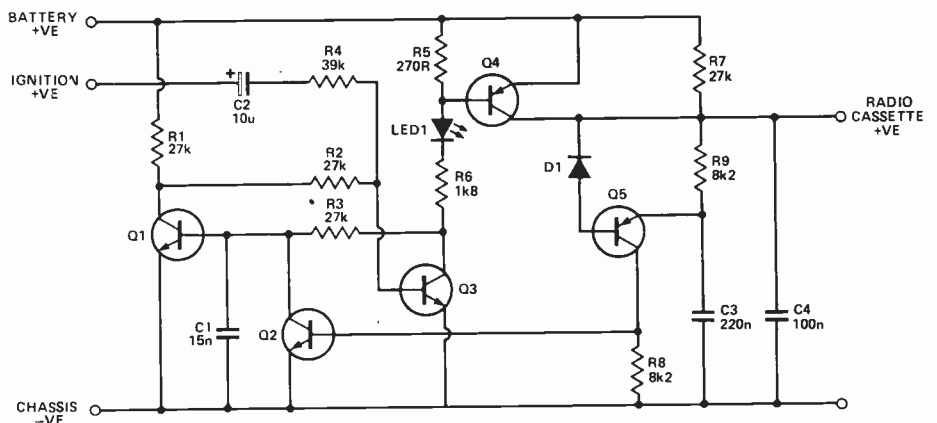 BATTERY
+VE
IGNITION
+VE
+
C2
10u
R4
39k
R5
270R
Q4
R7
27k
RADIO
CASSETTE
+VE
LED1
R1
27k
R2
27k
R6
1k8
D1
R9
8k2
R3
27k
Q5
Q1
Q3
C1
15n
Q2
C3
220n
C4
100n
R8
8k2
CHASSIS
-VE